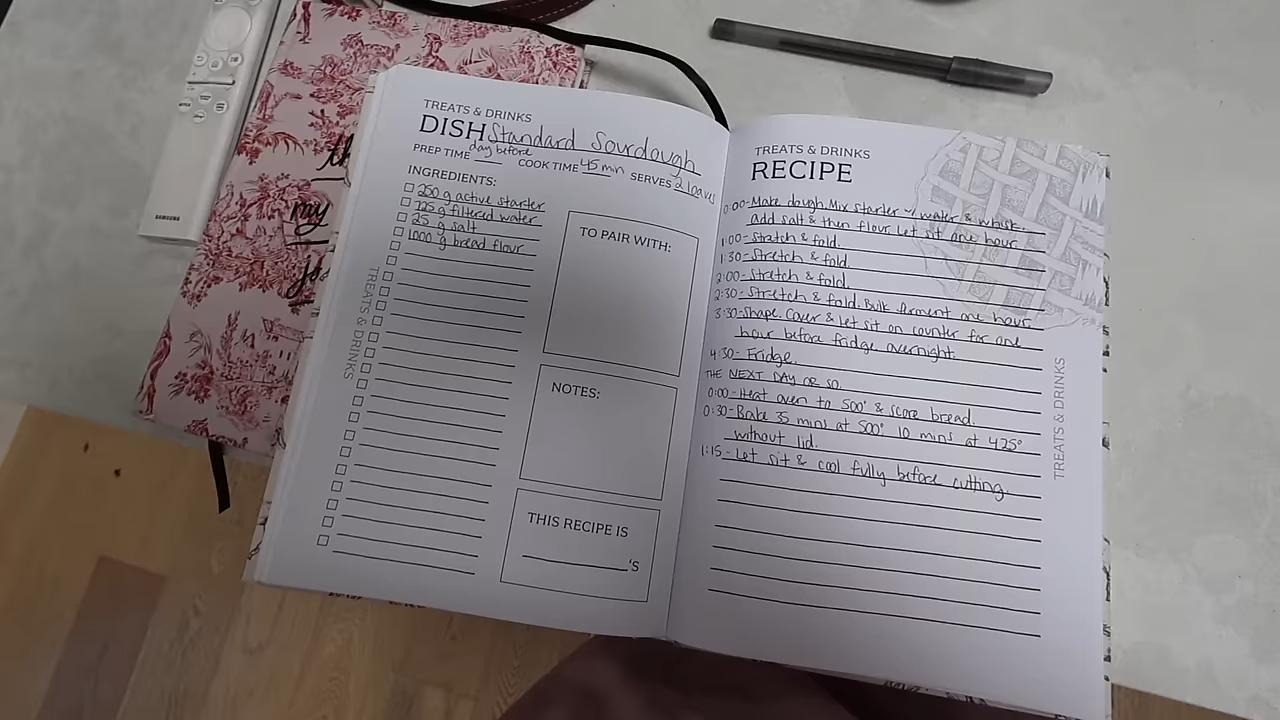 TREATS & DRINKS
DISH Standard Sourdough
PREP TIME day before COOK TIME 45 min SERVES 2 loaves
INGREDIENTS:
250 g active starter
725 g filtered water
25 g salt
1000 g bread flour
TO PAIR WITH:
NOTES:
THIS RECIPE IS
'S
TREATS & DRINKS
TREATS & DRINKS
RECIPE
0:00-Make dough. Mix starter w/ water & whisk.
add salt & then flour. Let sit one hour.
1:00-Stretch & fold.
1:30-Stretch & fold.
2:00-Stretch & fold.
2:30-Stretch & fold. Bulk ferment one hour.
3:30-Shape. Cover & let sit on counter for one
hour before fridge overnight.
4:30-Fridge.
THE NEXT DAY OR SO.
0:00-Heat oven to 500° & score bread.
0:30-Bake 35 mins at 500° 10 mins at 425°
without lid.
1:15-Let sit & cool fully before cutting.
TREATS & DRINKS
SAMSUNG
my